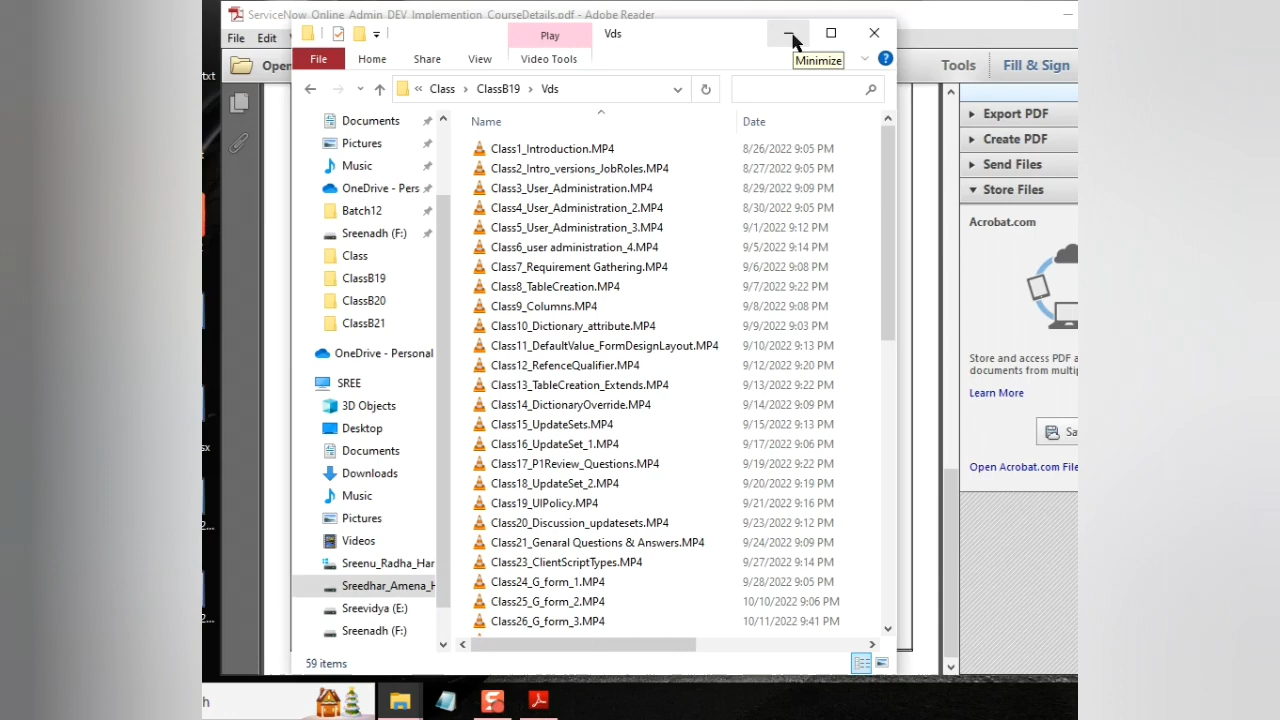 ServiceNow_Online_Admin_DEV_Implemention_CourseDetails.pdf - Adobe Reader
File Edit
Open
Tools Fill & Sign
Play Vds
Minimize
File Home Share View Video Tools
« Class › ClassB19 › Vds
Name Date
Documents
Pictures
Music
OneDrive - Pers
Batch12
Sreenadh (F:)
Class
ClassB19
ClassB20
ClassB21
OneDrive - Personal
SREE
3D Objects
Desktop
Documents
Downloads
Music
Pictures
Videos
Sreenu_Radha_Har
Sreedhar_Amena_H
Sreevidya (E:)
Sreenadh (F:)
Class1_Introduction.MP4 8/26/2022 9:05 PM
Class2_Intro_versions_JobRoles.MP4 8/27/2022 9:05 PM
Class3_User_Administration.MP4 8/29/2022 9:09 PM
Class4_User_Administration_2.MP4 8/30/2022 9:05 PM
Class5_User_Administration_3.MP4 9/1/2022 9:12 PM
Class6_user administration_4.MP4 9/5/2022 9:14 PM
Class7_Requirement Gathering.MP4 9/6/2022 9:08 PM
Class8_TableCreation.MP4 9/7/2022 9:22 PM
Class9_Columns.MP4 9/8/2022 9:08 PM
Class10_Dictionary_attribute.MP4 9/9/2022 9:03 PM
Class11_DefaultValue_FormDesignLayout.MP4 9/10/2022 9:13 PM
Class12_RefenceQualifier.MP4 9/12/2022 9:20 PM
Class13_TableCreation_Extends.MP4 9/13/2022 9:22 PM
Class14_DictionaryOverride.MP4 9/14/2022 9:09 PM
Class15_UpdateSets.MP4 9/15/2022 9:13 PM
Class16_UpdateSet_1.MP4 9/17/2022 9:06 PM
Class17_P1Review_Questions.MP4 9/19/2022 9:22 PM
Class18_UpdateSet_2.MP4 9/20/2022 9:19 PM
Class19_UIPolicy.MP4 9/21/2022 9:16 PM
Class20_Discussion_updatesets.MP4 9/23/2022 9:12 PM
Class21_Genaral Questions & Answers.MP4 9/24/2022 9:09 PM
Class23_ClientScriptTypes.MP4 9/27/2022 9:14 PM
Class24_G_form_1.MP4 9/28/2022 9:05 PM
Class25_G_form_2.MP4 10/10/2022 9:06 PM
Class26_G_form_3.MP4 10/11/2022 9:41 PM
59 items
Export PDF
Create PDF
Send Files
Store Files
Acrobat.com
Store and access PDF a
documents from multip
Learn More
Sa
Open Acrobat.com File
txt
sx
2...
2...
h